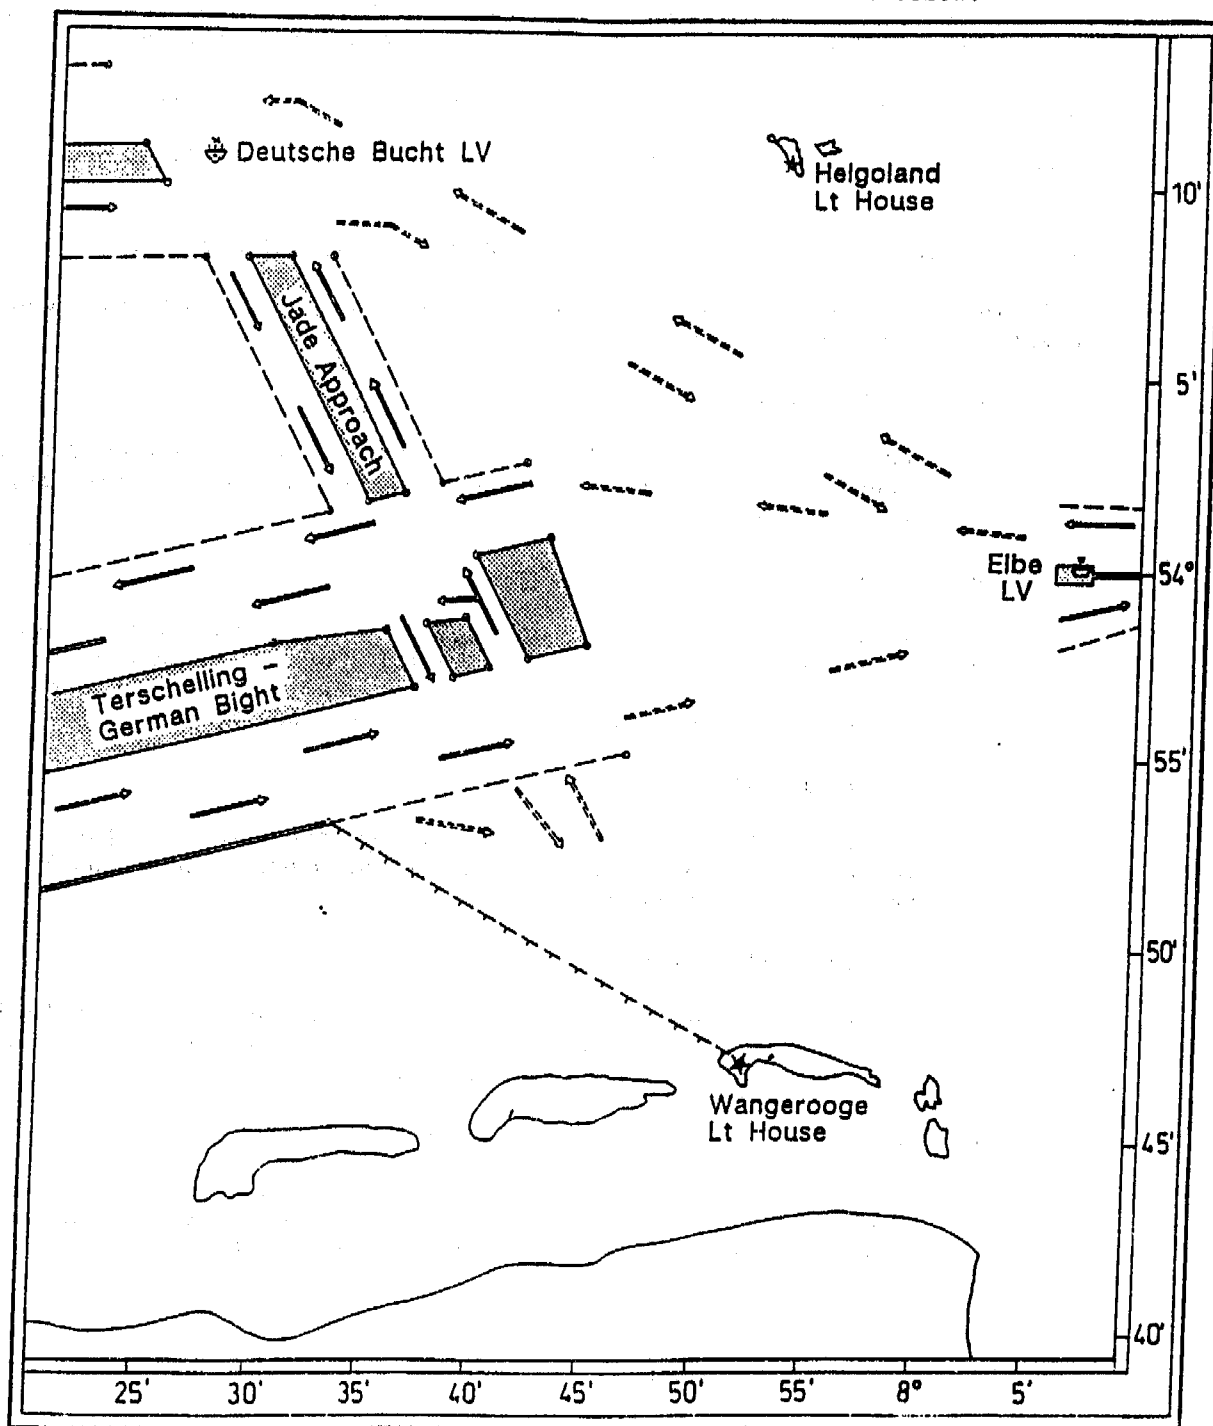 Deutsche Bucht LV
Helgoland
Lt House
10'
Jade Approach
5'
Elbe
LV
54°
Terschelling –
German Bight
55'
50'
Wangerooge
Lt House
45'
40'
25' 30' 35' 40' 45' 50' 55' 8° 5'